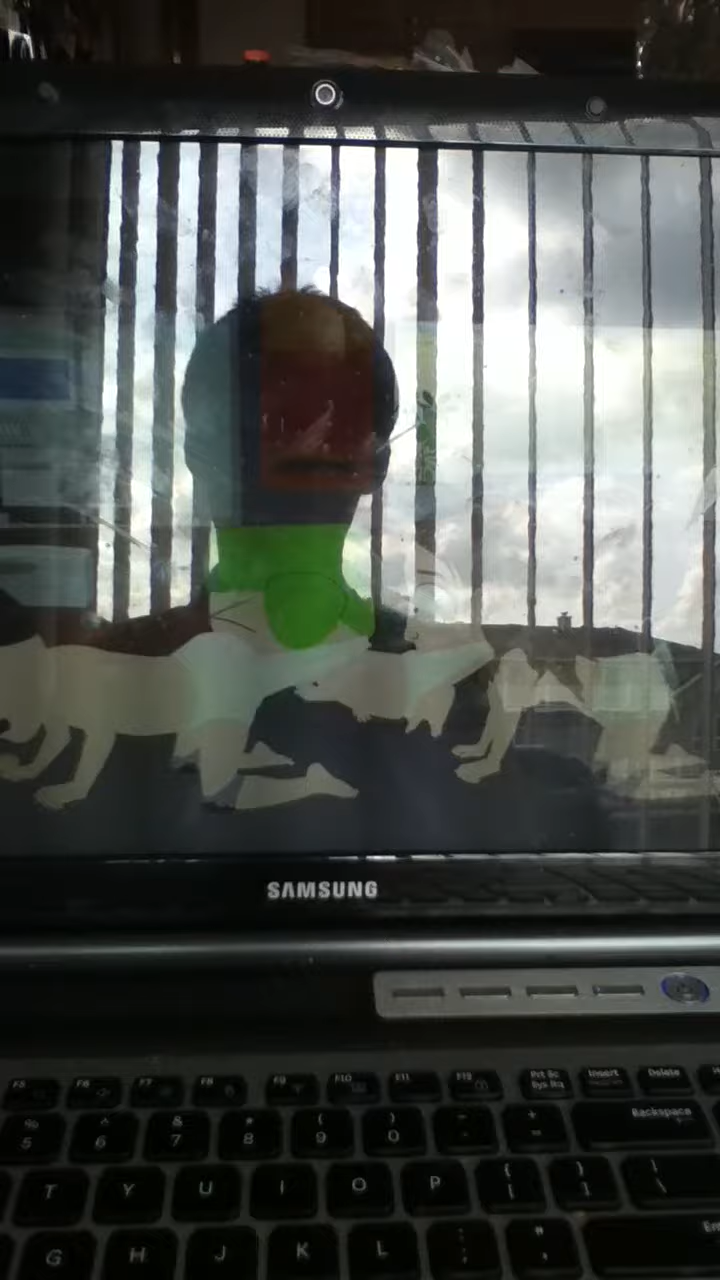 SAMSUNG
F5 F6 F7 F8 F9 F10 F11 F12 Prt Sc Insert Delete
Sys Rq
% ^ & * ( ) _ + Backspace
5 6 7 8 9 0 - =
T Y U I O P { [ } ] | \
G H J K L : ; " '